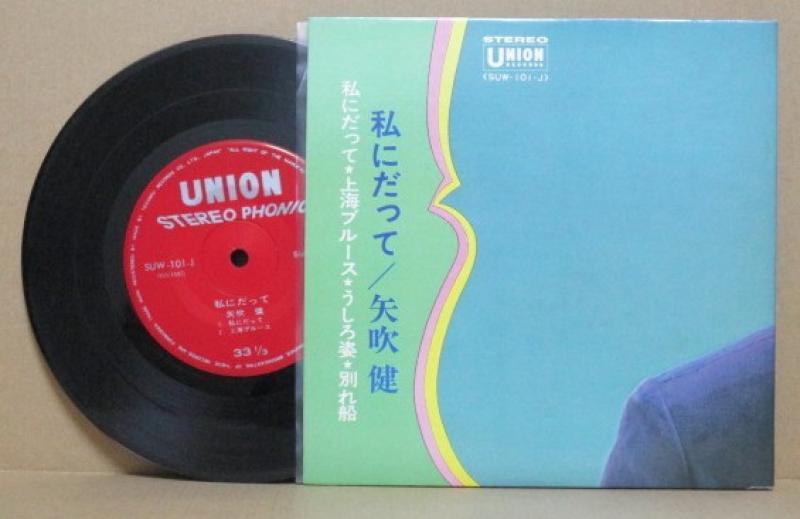 STEREO
UNION
RECORDS
(SUW-101-J)
私にだって／矢吹 健
私にだって★上海ブルース★うしろ姿★別れ船
UNION
STEREO PHONIC
SUW-101-J
私にだって
矢吹 健
1. 私にだって
2. 上海ブルース
33 1/3